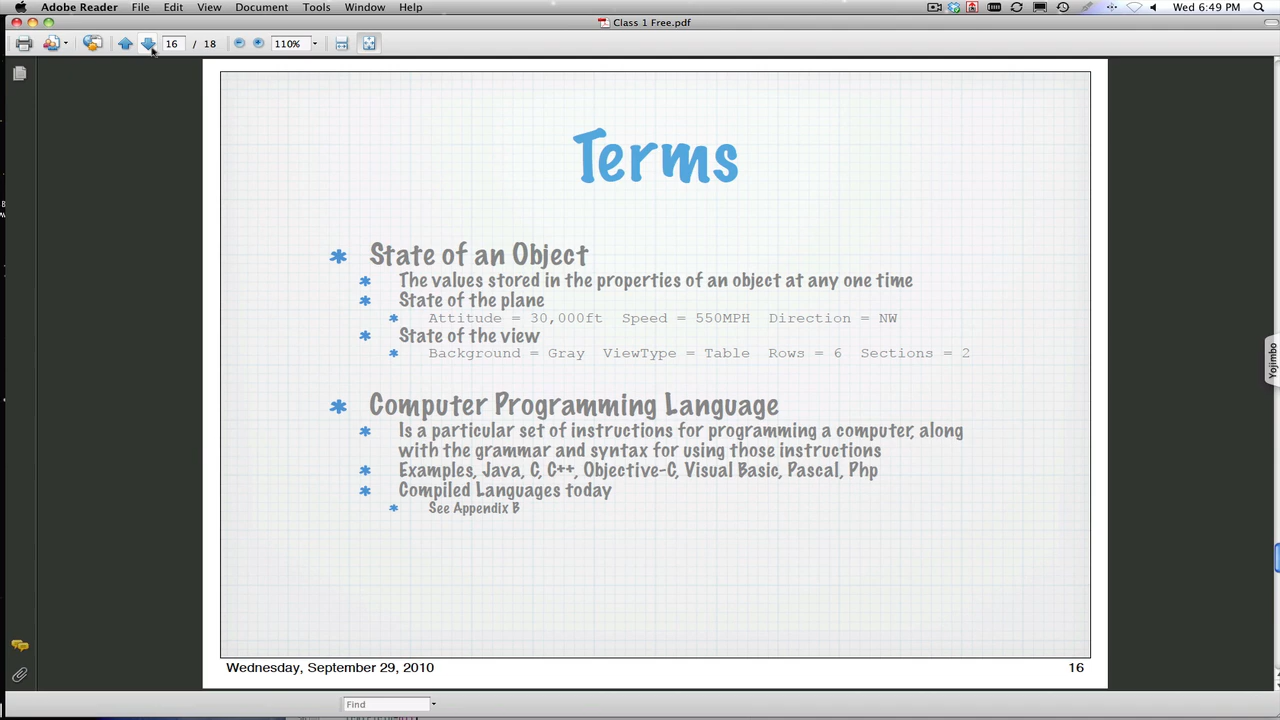 Adobe Reader File Edit View Document Tools Window Help Wed 6:49 PM
Class 1 Free.pdf
16 / 18 110%
Terms
* State of an Object
* The values stored in the properties of an object at any one time
* State of the plane
* Attitude = 30,000ft Speed = 550MPH Direction = NW
* State of the view
* Background = Gray ViewType = Table Rows = 6 Sections = 2
* Computer Programming Language
* Is a particular set of instructions for programming a computer, along
with the grammar and syntax for using those instructions
* Examples, Java, C, C++, Objective-C, Visual Basic, Pascal, Php
* Compiled Languages today
* See Appendix B
Yojimbo
Wednesday, September 29, 2010 16
Find